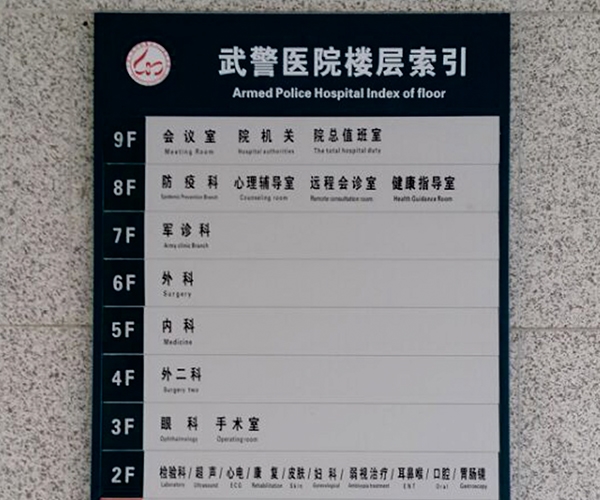 武警医院楼层索引
Armed Police Hospital Index of floor
9F 会议室 院机关 院总值班室
Meeting Room Hospital authorities The total hospital duty
8F 防疫科 心理辅导室 远程会诊室 健康指导室
Epidemic Prevention Branch Counseling room Remote consultation room Health Guidance Room
7F 军诊科
Army clinic Branch
6F 外科
Surgery
5F 内科
Medicine
4F 外二科
Surgery two
3F 眼科 手术室
Ophthalmology Operating room
2F 检验科/超声/心电/康复/皮肤/妇科/弱视治疗/耳鼻喉/口腔/胃肠镜
Laboratory Ultrasound ECG Rehabilitation Skin Gynecological Amblyopia treatment ENT Oral Gastroscopy